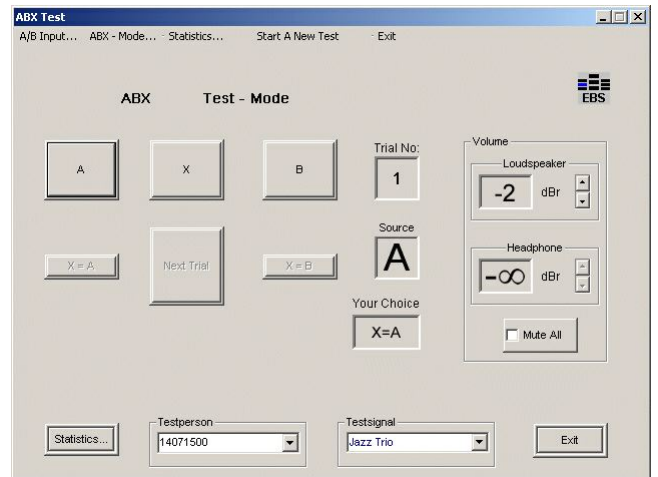 ABX Test
A/B Input... ABX - Mode... Statistics... Start A New Test Exit
ABX Test - Mode
EBS
A X B
Trial No:
1
Volume
Loudspeaker
-2 dBr
X = A Next Trial X = B
Source
A
Headphone
-∞ dBr
Your Choice
X=A
Mute All
Statistics...
Testperson
14071500
Testsignal
Jazz Trio
Exit